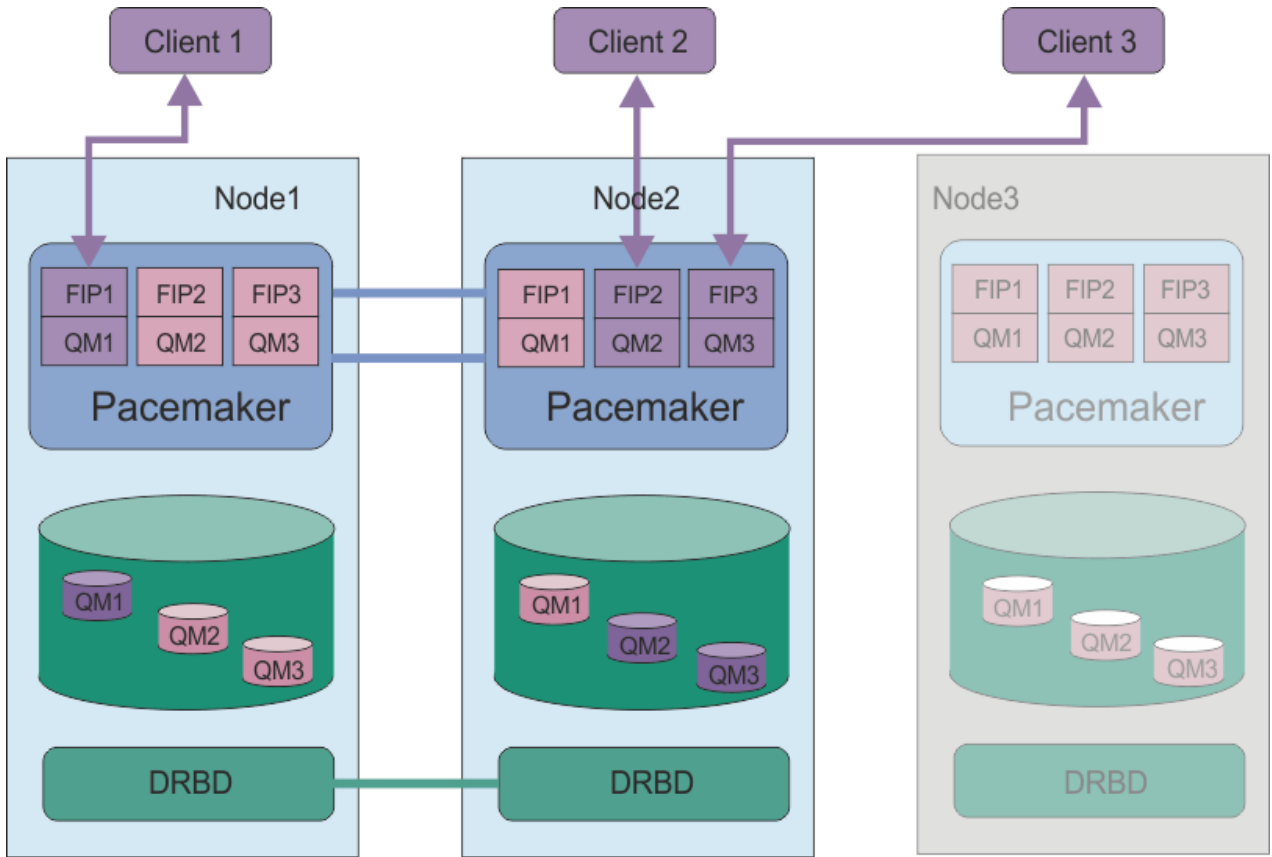 Client 1
Client 2
Client 3
Node1
Node2
Node3
FIP1 FIP2 FIP3
QM1 QM2 QM3
Pacemaker
FIP1 FIP2 FIP3
QM1 QM2 QM3
Pacemaker
FIP1 FIP2 FIP3
QM1 QM2 QM3
Pacemaker
QM1
QM2
QM3
QM1
QM2
QM3
QM1
QM2
QM3
DRBD
DRBD
DRBD